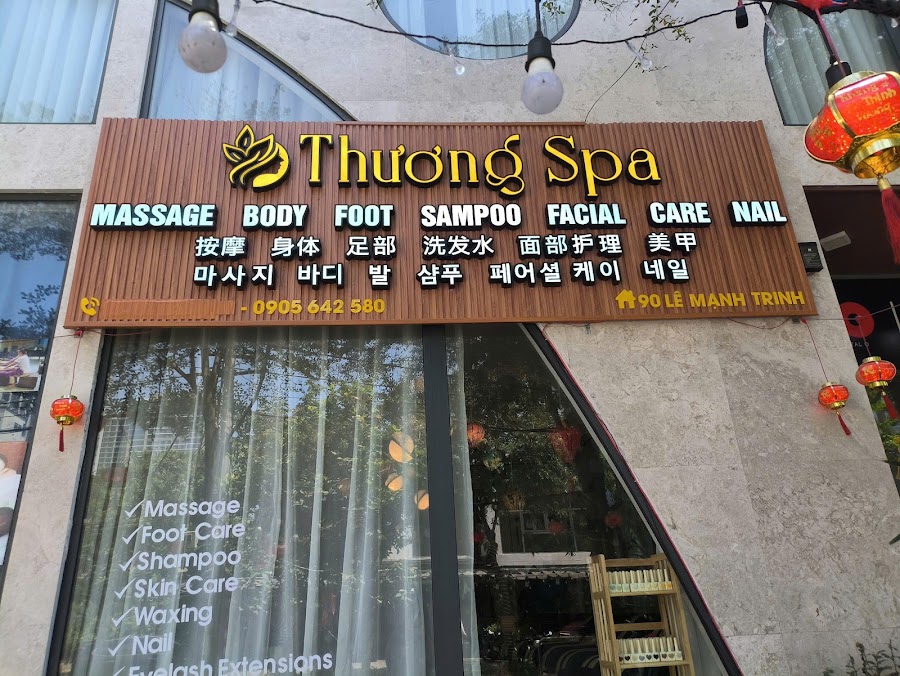 Thương Spa
MASSAGE BODY FOOT SAMPOO FACIAL CARE NAIL
按摩 身体 足部 洗发水 面部护理 美甲
마사지 바디 발 샴푸 페어셜 케이 네일
- 0905 642 580
90 LÊ MẠNH TRINH
Massage
Foot Care
Shampoo
Skin Care
Waxing
Nail
Eyelash Extensions